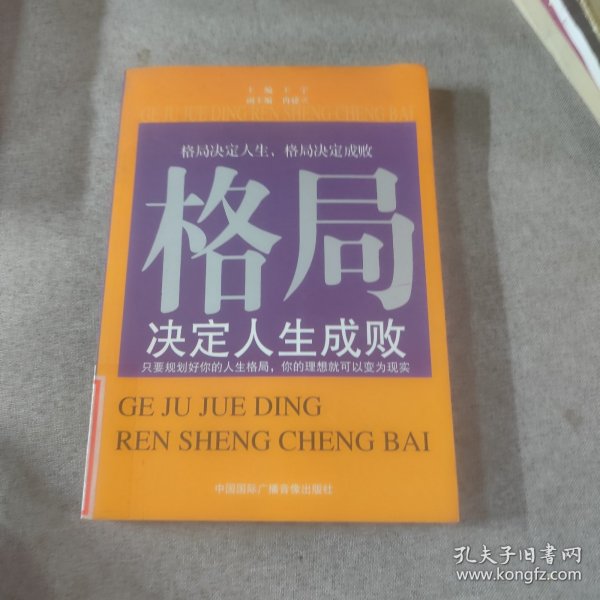 主编 王宁
副主编
GE JU JUE DING REN SHENG CHENG BAI
格局决定人生,格局决定成败
格局
决定人生成败
只要规划好你的人生格局,你的理想就可以变为现实
GE JU JUE DING
REN SHENG CHENG BAI
中国国际广播音像出版社
孔夫子旧书网
www.kongfz.com